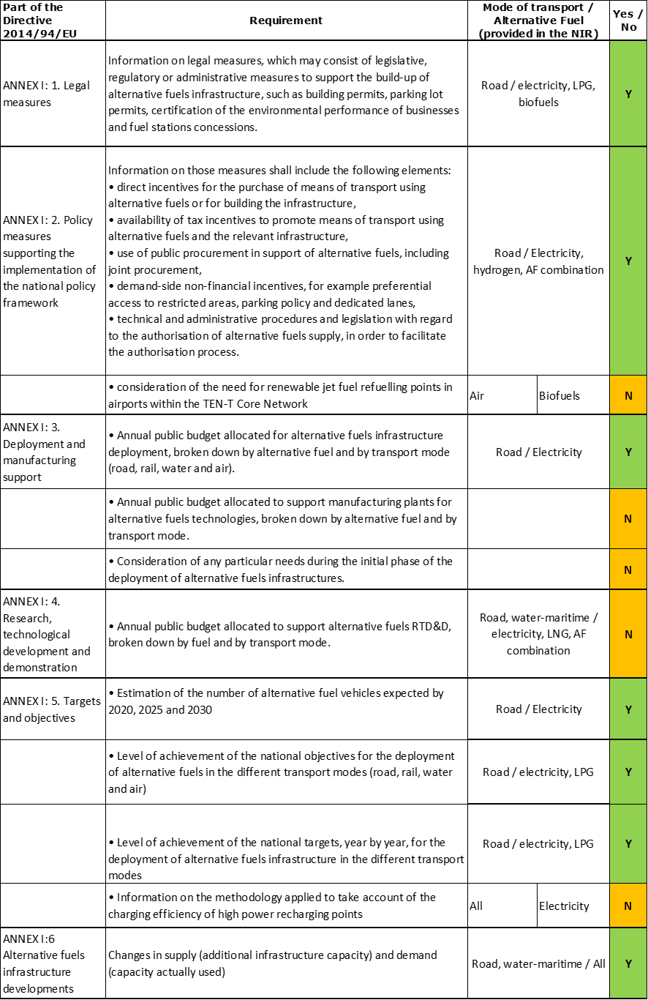 Part of the
Directive
2014/94/EU
Requirement
Mode of transport /
Alternative Fuel
(provided in the NIR)
Yes /
No
ANNEX I: 1. Legal
measures
Information on legal measures, which may consist of legislative,
regulatory or administrative measures to support the build-up of
alternative fuels infrastructure, such as building permits, parking lot
permits, certification of the environmental performance of businesses
and fuel stations concessions.
Road / electricity, LPG,
biofuels
Y
ANNEX I: 2. Policy
measures
supporting the
implementation of
the national policy
framework
Information on those measures shall include the following elements:
• direct incentives for the purchase of means of transport using
alternative fuels or for building the infrastructure,
• availability of tax incentives to promote means of transport using
alternative fuels and the relevant infrastructure,
• use of public procurement in support of alternative fuels, including
joint procurement,
• demand-side non-financial incentives, for example preferential
access to restricted areas, parking policy and dedicated lanes,
• technical and administrative procedures and legislation with regard
to the authorisation of alternative fuels supply, in order to facilitate
the authorisation process.
Road / Electricity,
hydrogen, AF combination
Y
• consideration of the need for renewable jet fuel refuelling points in
airports within the TEN-T Core Network
Air
Biofuels
N
ANNEX I: 3.
Deployment and
manufacturing
support
• Annual public budget allocated for alternative fuels infrastructure
deployment, broken down by alternative fuel and by transport mode
(road, rail, water and air).
Road / Electricity
Y
• Annual public budget allocated to support manufacturing plants for
alternative fuels technologies, broken down by alternative fuel and by
transport mode.
N
• Consideration of any particular needs during the initial phase of the
deployment of alternative fuels infrastructures.
N
ANNEX I: 4.
Research,
technological
development and
demonstration
• Annual public budget allocated to support alternative fuels RTD&D,
broken down by fuel and by transport mode.
Road, water-maritime /
electricity, LNG, AF
combination
N
ANNEX I: 5. Targets
and objectives
• Estimation of the number of alternative fuel vehicles expected by
2020, 2025 and 2030
Road / Electricity
Y
• Level of achievement of the national objectives for the deployment
of alternative fuels in the different transport modes (road, rail, water
and air)
Road / electricity, LPG
Y
• Level of achievement of the national targets, year by year, for the
deployment of alternative fuels infrastructure in the different transport
modes
Road / electricity, LPG
Y
• Information on the methodology applied to take account of the
charging efficiency of high power recharging points
All
Electricity
N
ANNEX I:6
Alternative fuels
infrastructure
developments
Changes in supply (additional infrastructure capacity) and demand
(capacity actually used)
Road, water-maritime / All
Y